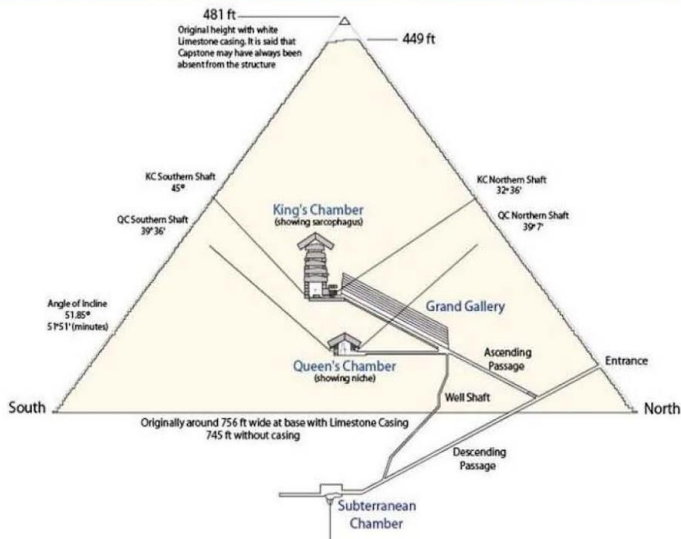 481 ft
Original height with white
Limestone casing. It is said that
Capstone may have always been
absent from the structure
449 ft
KC Southern Shaft
45°
KC Northern Shaft
32° 36'
QC Southern Shaft
39° 36'
QC Northern Shaft
39° 7'
King's Chamber
(showing sarcophagus)
Grand Gallery
Angle of Incline
51.85°
51°51' (minutes)
Queen's Chamber
(showing niche)
Ascending
Passage
Entrance
Well Shaft
South
North
Originally around 756 ft wide at base with Limestone Casing
745 ft without casing
Descending
Passage
Subterranean
Chamber